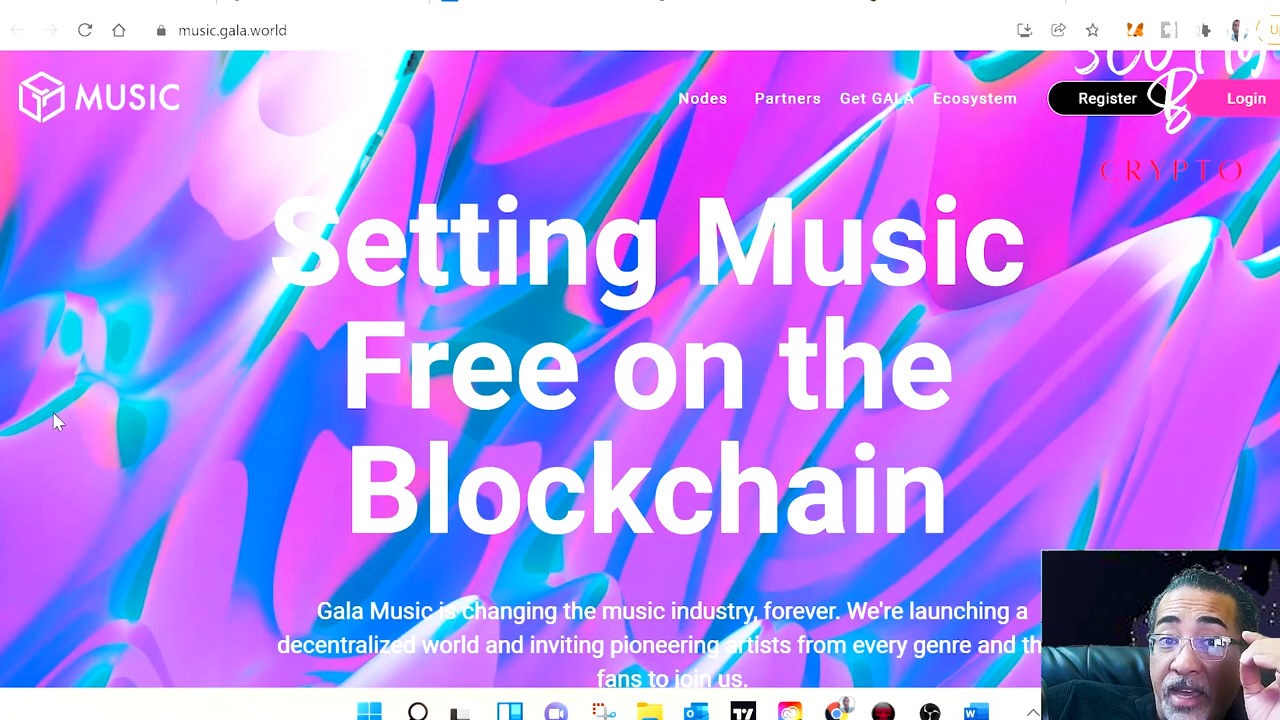 music.gala.world
MUSIC
Nodes
Partners
Get GALA
Ecosystem
Register
Login
B
CRYPTO
Setting Music
Free on the
Blockchain
Gala Music is changing the music industry, forever. We're launching a
decentralized world and inviting pioneering artists from every genre and
fans to join us.